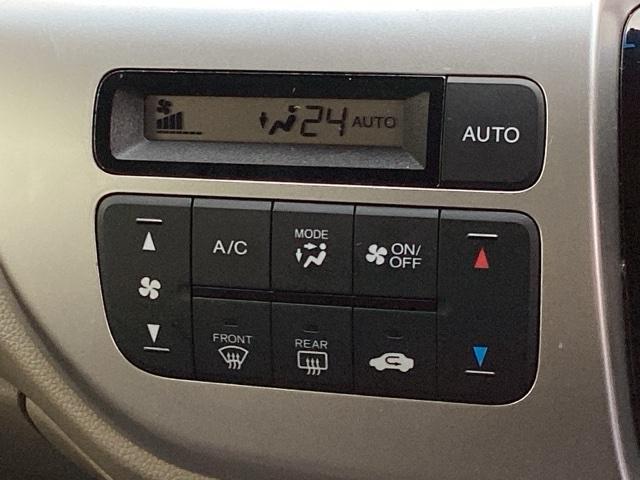 24 AUTO
AUTO
A/C
MODE
ON/
OFF
FRONT
REAR